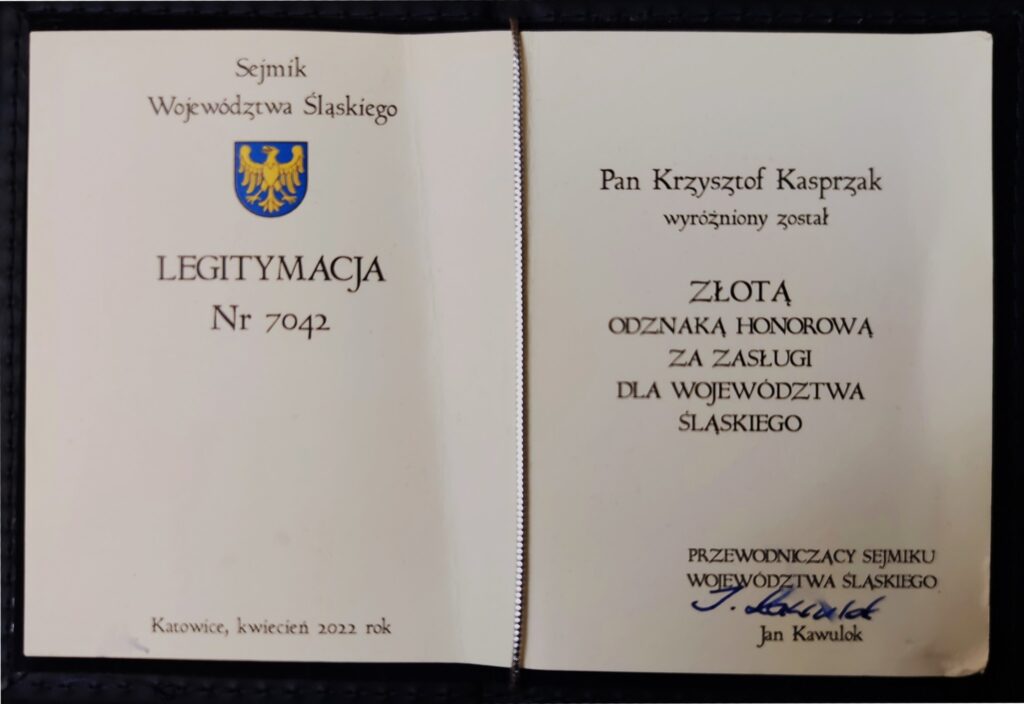 Sejmik
Województwa Śląskiego
LEGITYMACJA
Nr 7042
Katowice, kwiecień 2022 rok
Pan Krzysztof Kasprzak
wyróżniony został
ZŁOTĄ
ODZNAKĄ HONOROWĄ
ZA ZASŁUGI
DLA WOJEWÓDZTWA
ŚLĄSKIEGO
PRZEWODNICZĄCY SEJMIKU
WOJEWÓDZTWA ŚLĄSKIEGO
J. Kawulok
Jan Kawulok